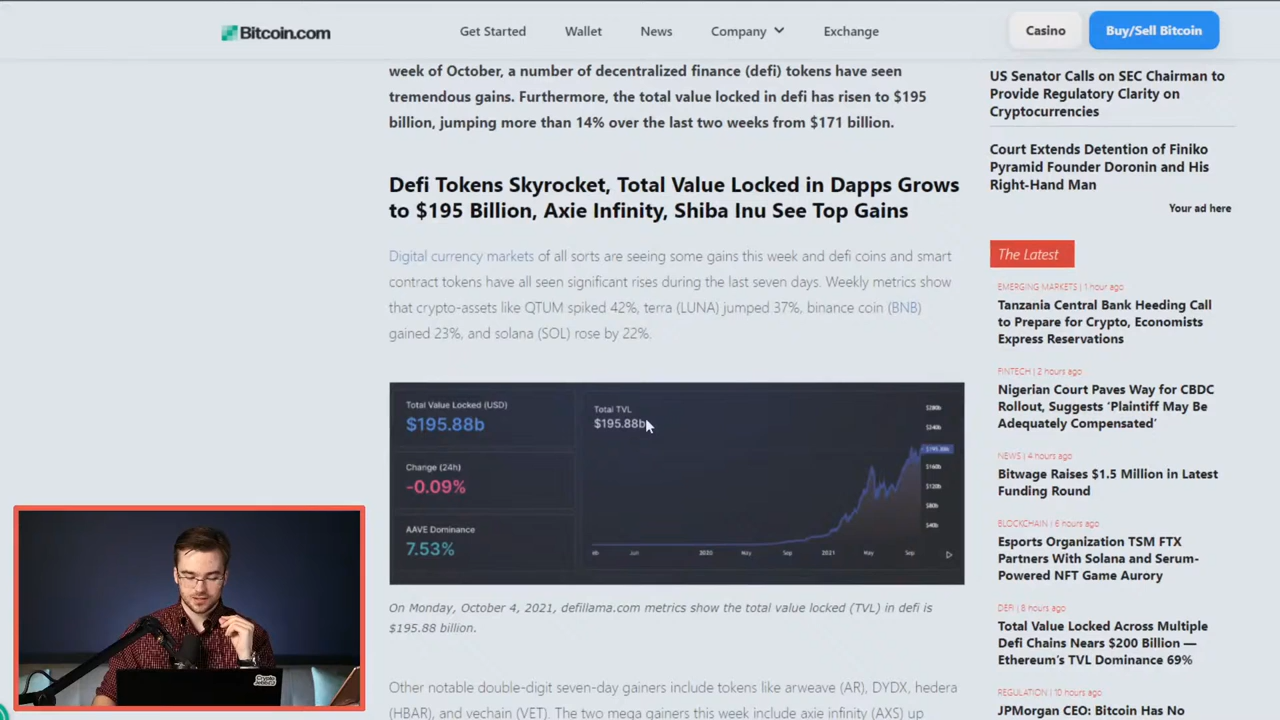 Bitcoin.com
Get Started
Wallet
News
Company
Exchange
Casino
Buy/Sell Bitcoin
week of October, a number of decentralized finance (defi) tokens have seen
tremendous gains. Furthermore, the total value locked in defi has risen to $195
billion, jumping more than 14% over the last two weeks from $171 billion.
Defi Tokens Skyrocket, Total Value Locked in Dapps Grows
to $195 Billion, Axie Infinity, Shiba Inu See Top Gains
Digital currency markets of all sorts are seeing some gains this week and defi coins and smart
contract tokens have all seen significant rises during the last seven days. Weekly metrics show
that crypto-assets like QTUM spiked 42%, terra (LUNA) jumped 37%, binance coin (BNB)
gained 23%, and solana (SOL) rose by 22%.
Total Value Locked (USD)
$195.88b
Change (24h)
-0.09%
AAVE Dominance
7.53%
Total TVL
$195.88b
$280b
$240b
$195.88b
$160b
$120b
$80b
$40b
Jun
2020
May
Sep
2021
May
Sep
On Monday, October 4, 2021, defillama.com metrics show the total value locked (TVL) in defi is
$195.88 billion.
Other notable double-digit seven-day gainers include tokens like arweave (AR), DYDX, hedera
(HBAR), and vechain (VET). The two mega gainers this week include axie infinity (AXS) up
US Senator Calls on SEC Chairman to
Provide Regulatory Clarity on
Cryptocurrencies
Court Extends Detention of Finiko
Pyramid Founder Doronin and His
Right-Hand Man
Your ad here
The Latest
EMERGING MARKETS | 1 hour ago
Tanzania Central Bank Heeding Call
to Prepare for Crypto, Economists
Express Reservations
FINTECH | 2 hours ago
Nigerian Court Paves Way for CBDC
Rollout, Suggests ‘Plaintiff May Be
Adequately Compensated’
NEWS | 4 hours ago
Bitwage Raises $1.5 Million in Latest
Funding Round
BLOCKCHAIN | 6 hours ago
Esports Organization TSM FTX
Partners With Solana and Serum-
Powered NFT Game Aurory
DEFI | 8 hours ago
Total Value Locked Across Multiple
Defi Chains Nears $200 Billion —
Ethereum’s TVL Dominance 69%
REGULATION | 10 hours ago
JPMorgan CEO: Bitcoin Has No